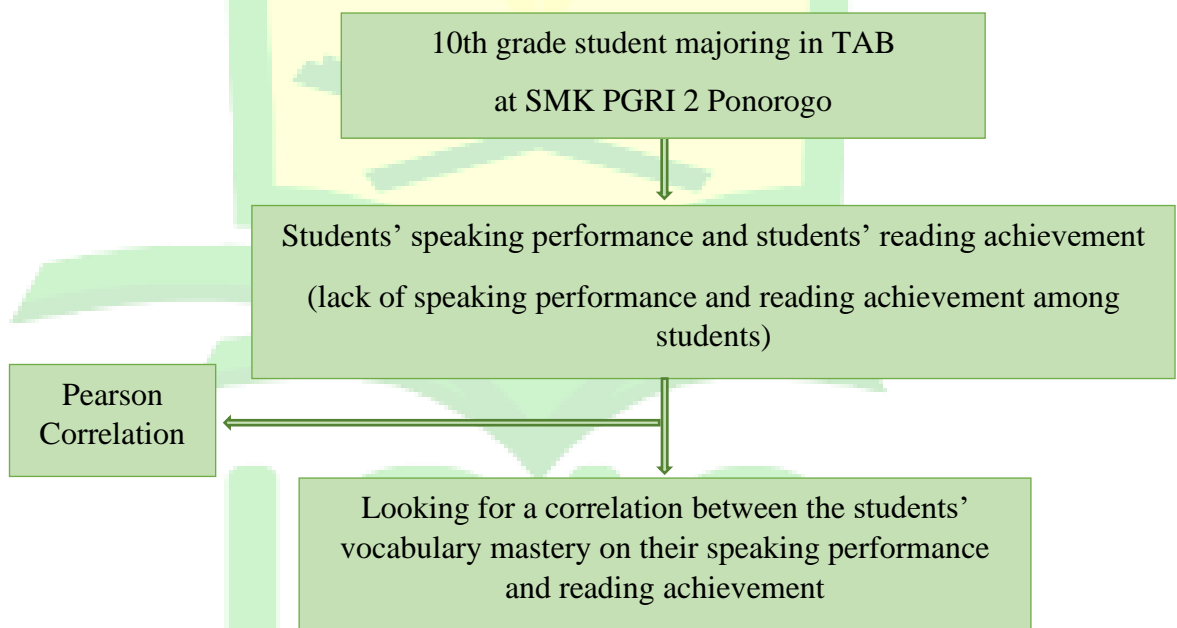 10th grade student majoring in TAB
at SMK PGRI 2 Ponorogo
Students’ speaking performance and students’ reading achievement
(lack of speaking performance and reading achievement among
students)
Pearson
Correlation
Looking for a correlation between the students’
vocabulary mastery on their speaking performance
and reading achievement